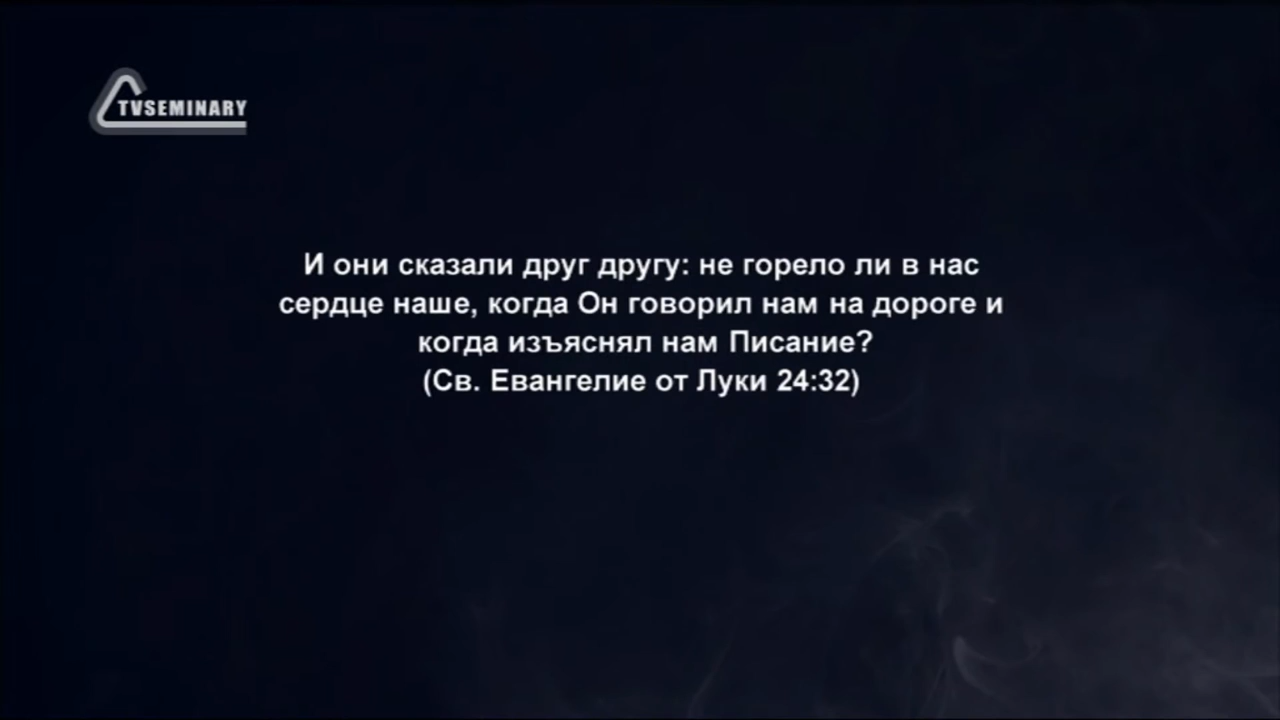 TVSEMINARY
И они сказали друг другу: не горело ли в нас
сердце наше, когда Он говорил нам на дороге и
когда изъяснял нам Писание?
(Св. Евангелие от Луки 24:32)